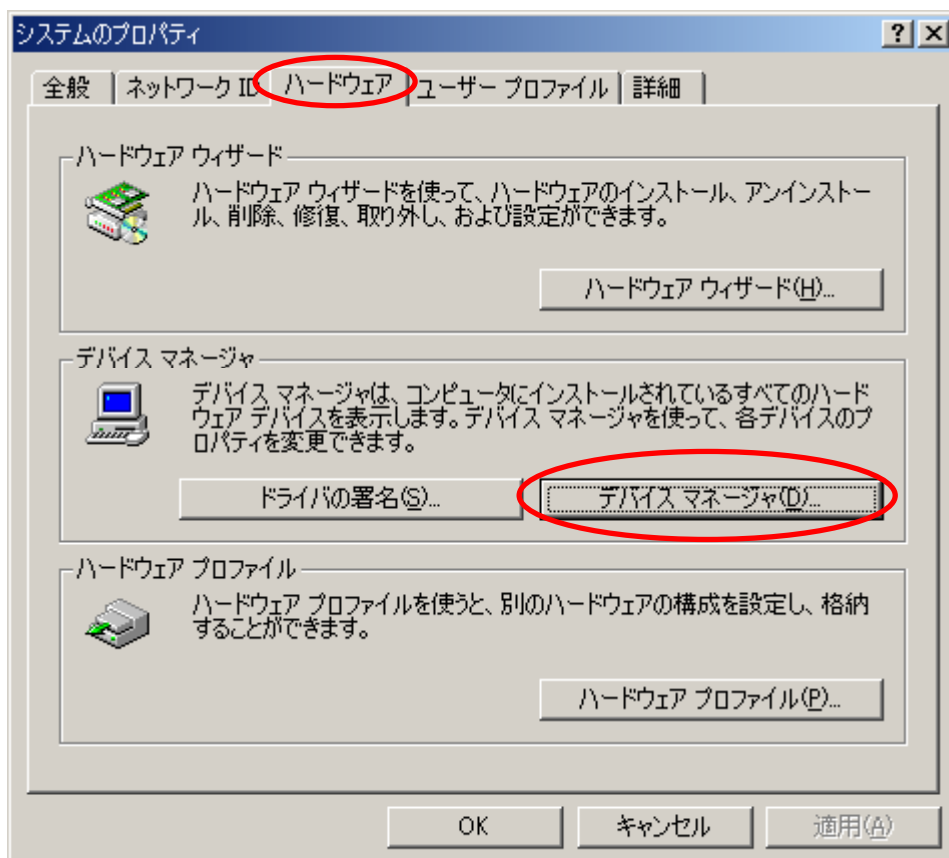 システムのプロパティ
全般 ネットワーク ID ハードウェア ユーザー プロファイル 詳細
ハードウェア ウィザード
ハードウェア ウィザードを使って、ハードウェアのインストール、アンインストー
ル、削除、修復、取り外し、および設定ができます。
ハードウェア ウィザード(H)...
デバイス マネージャ
デバイス マネージャは、コンピュータにインストールされているすべてのハード
ウェア デバイスを表示します。デバイス マネージャを使って、各デバイスのプ
ロパティを変更できます。
ドライバの署名(S)... デバイス マネージャ(D)...
ハードウェア プロファイル
ハードウェア プロファイルを使うと、別のハードウェアの構成を設定し、格納
することができます。
ハードウェア プロファイル(P)...
OK キャンセル 適用(A)